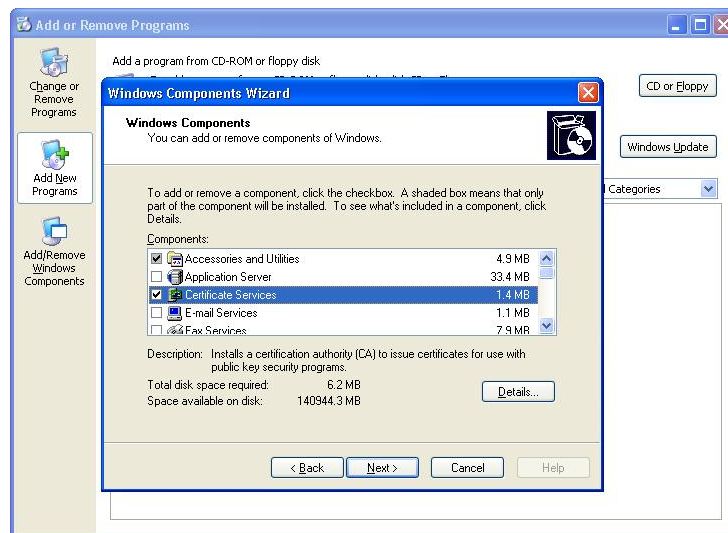 Add or Remove Programs
Change or
Remove
Programs
Add New
Programs
Add/Remove
Windows
Components
Add a program from CD-ROM or floppy disk
CD or Floppy
Windows Update
Categories
Windows Components Wizard
Windows Components
You can add or remove components of Windows.
To add or remove a component, click the checkbox. A shaded box means that only
part of the component will be installed. To see what's included in a component, click
Details.
Components:
Accessories and Utilities 4.9 MB
Application Server 33.4 MB
Certificate Services 1.4 MB
E-mail Services 1.1 MB
Fax Services 7.9 MB
Description: Installs a certification authority (CA) to issue certificates for use with
public key security programs.
Total disk space required: 6.2 MB
Space available on disk: 140944.3 MB
Details...
< Back
Next >
Cancel
Help